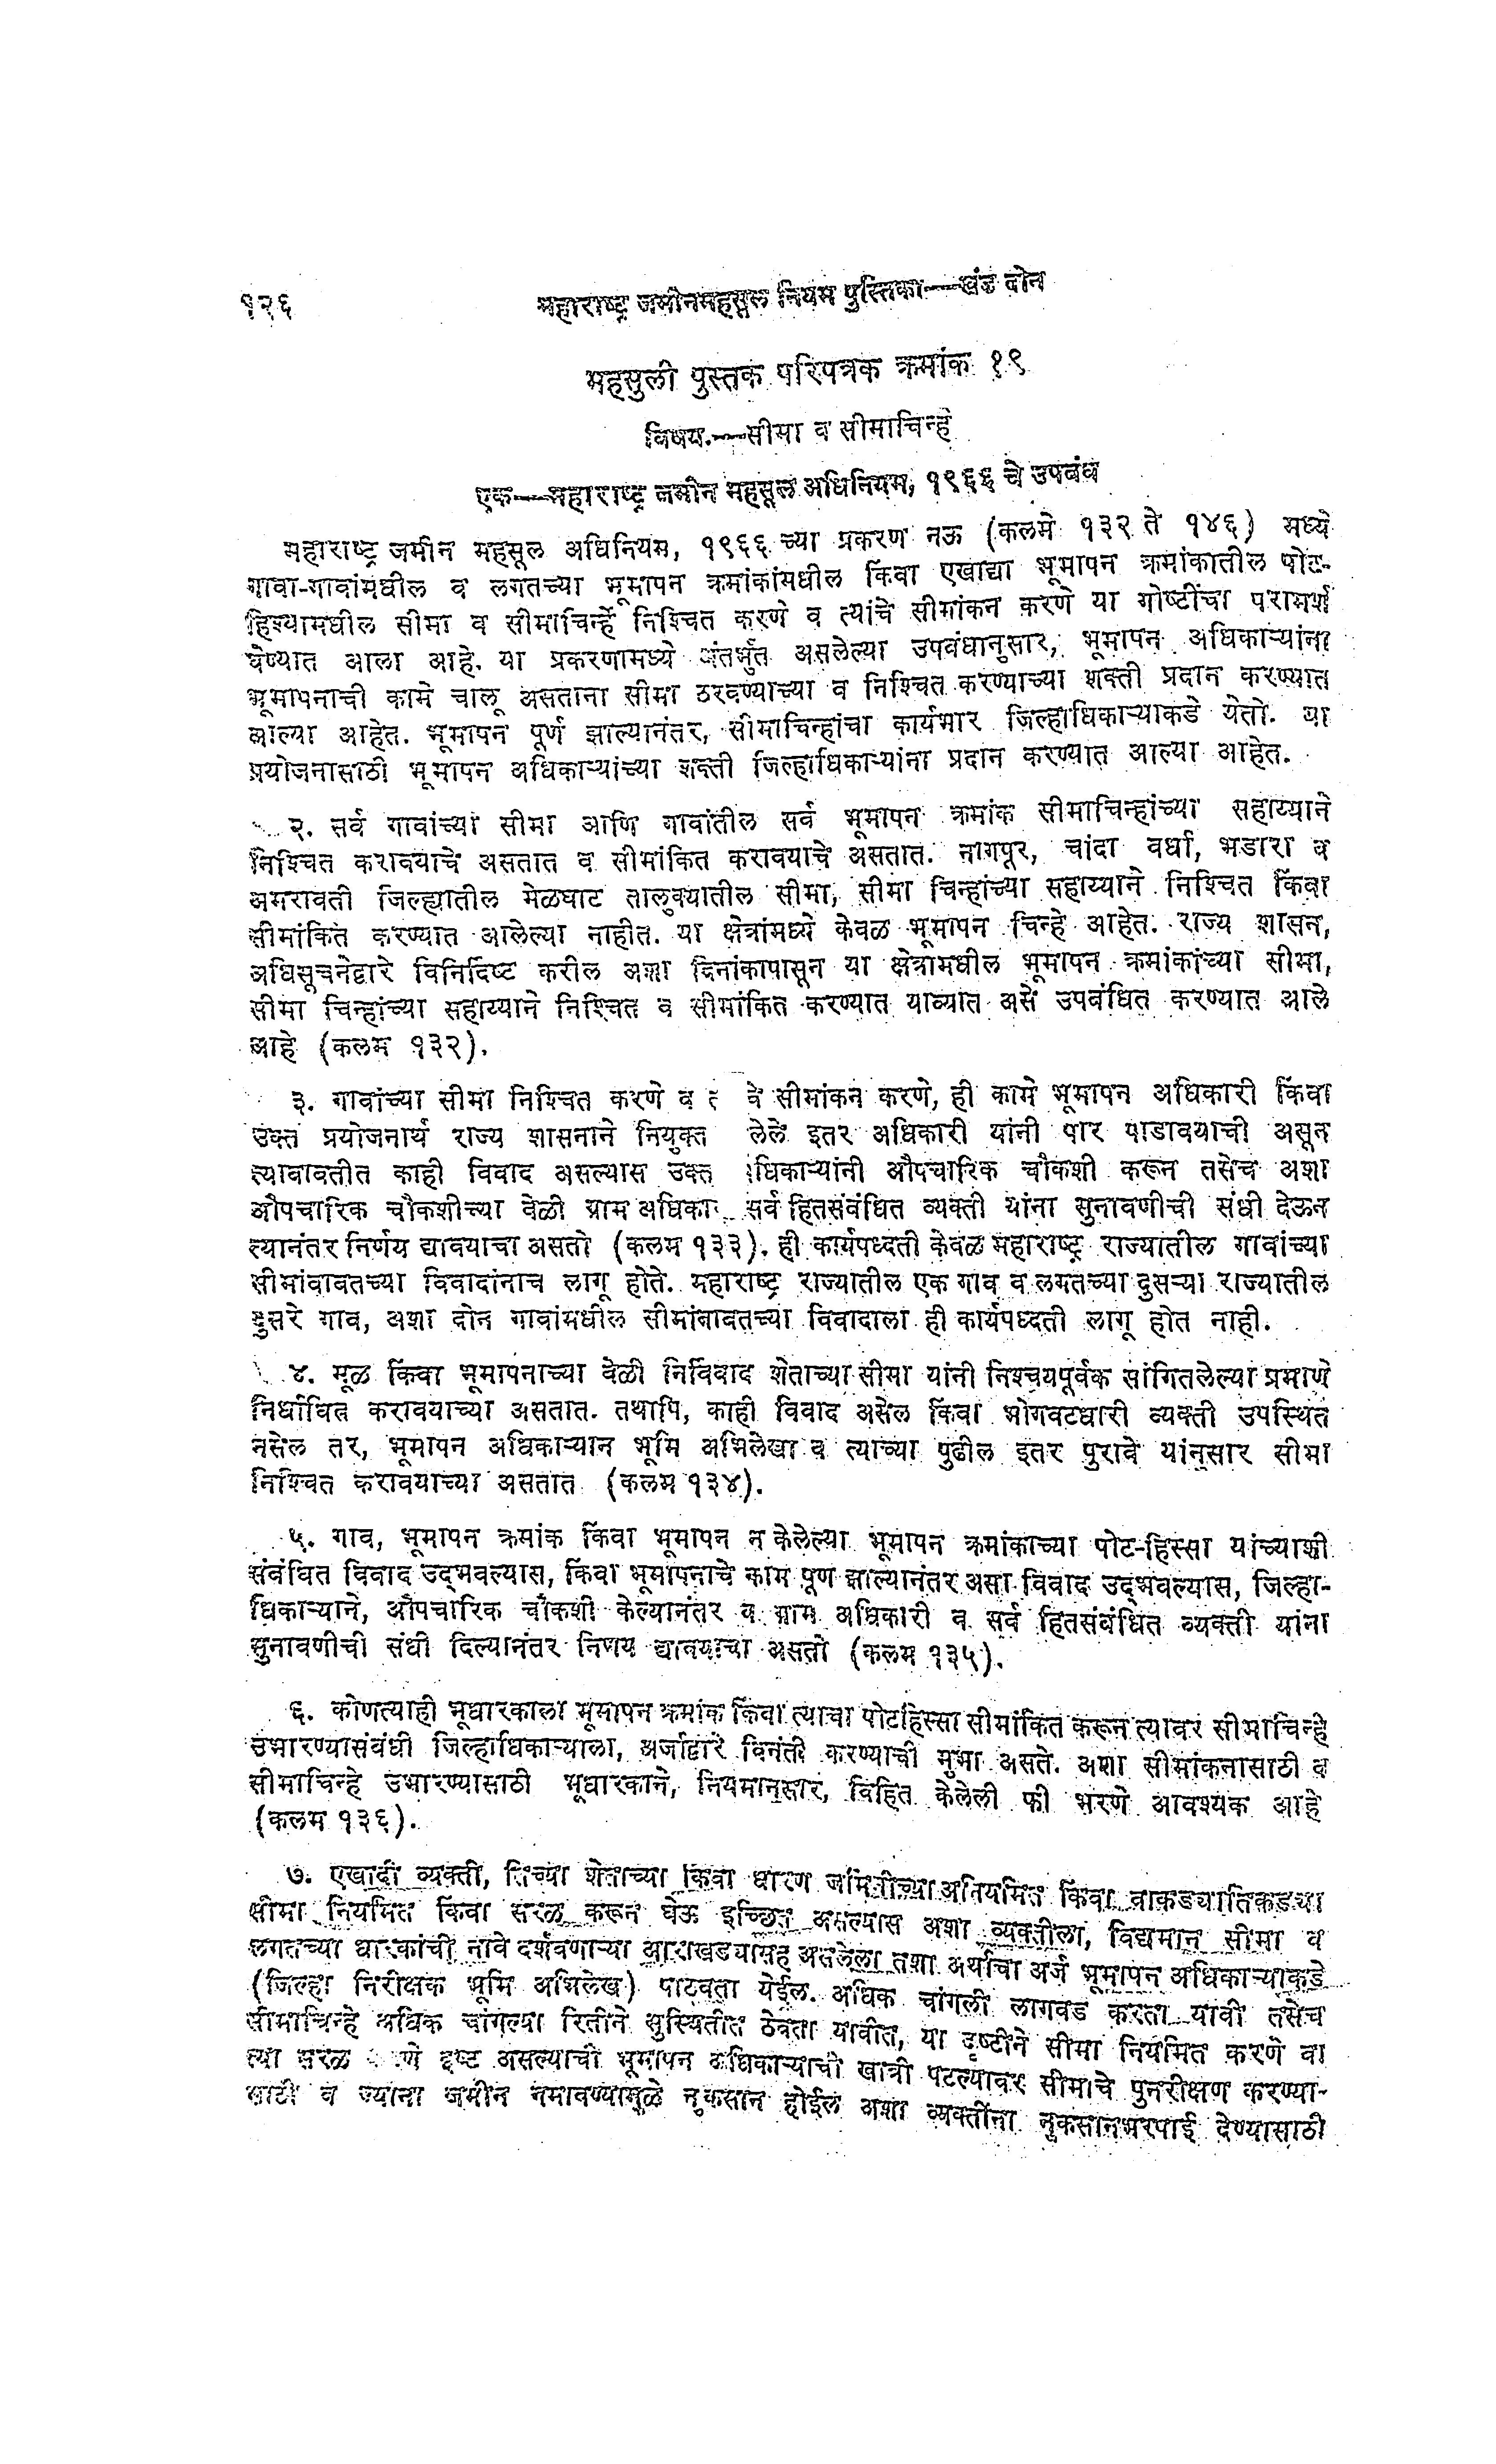 १२६
महाराष्ट्र जमीनमहसूल नियम पुस्तिका—खंड दोन
महसुली पुस्तक परिपत्रक क्रमांक १९
विषय.—सीमा व सीमाचिन्हे
एक—महाराष्ट्र जमीन महसूल अधिनियम, १९६६ चे उपबंध
महाराष्ट्र जमीन महसूल अधिनियम, १९६६ च्या प्रकरण नऊ (कलमे १३२ ते १४६) मध्ये
गावा-गावांमधील व लगतच्या भूमापन क्रमांकांमधील किंवा एखाद्या भूमापन क्रमांकातील पोट-
हिश्यामधील सीमा व सीमाचिन्हें निश्चित करणे व त्यांचे सीमांकन करणे या गोष्टींचा परामर्श
घेण्यात आला आहे. या प्रकरणामध्ये अंतर्भुत असलेल्या उपबंधानुसार, भूमापन अधिकाऱ्यांना
भूमापनाची कामे चालू असताना सीमा ठरवण्याच्या व निश्चित करण्याच्या शक्ती प्रदान करण्यात
आल्या आहेत. भूमापन पूर्ण झाल्यानंतर, सीमाचिन्हांचा कार्यभार जिल्हाधिकाऱ्याकडे येतो. या
प्रयोजनासाठी भूमापन अधिकाऱ्यांच्या शक्ती जिल्हाधिकाऱ्यांना प्रदान करण्यात आल्या आहेत.
२. सर्व गावांच्या सीमा आणि गावांतील सर्व भूमापन क्रमांक सीमाचिन्हांच्या सहाय्याने
निश्चित करावयाचे असतात व सीमांकित करावयाचे असतात. नागपूर, चांदा वर्धा, भडारा व
अमरावती जिल्ह्यातील मेळघाट तालुक्यातील सीमा, सीमा चिन्हांच्या सहाय्याने निश्चित किंवा
सीमांकित करण्यात आलेल्या नाहीत. या क्षेत्रांमध्ये केवळ भूमापन चिन्हे आहेत. राज्य शासन,
अधिसूचनेद्वारे विनिर्दिष्ट करील अशा दिनांकापासून या क्षेत्रामधील भूमापन क्रमांकांच्या सीमा,
सीमा चिन्हांच्या सहाय्याने निश्चित व सीमांकित करण्यात याव्यात असे उपबंधित करण्यात आले
आहे (कलम १३२).
३. गावांच्या सीमा निश्चित करणे व चे सीमांकन करणे, ही कामे भूमापन अधिकारी किंवा
उक्त प्रयोजनार्थ राज्य शासनाने नियुक्त लेले इतर अधिकारी यांनी पार पाडावयाची असून
त्याबाबतीत काही विवाद असल्यास उक्त धिकाऱ्यांनी औपचारिक चौकशी करून तसेच अशा
औपचारिक चौकशीच्या वेळी ग्राम अधिका सर्व हितसंबंधित व्यक्ती यांना सुनावणीची संधी देऊन
त्यानंतर निर्णय द्यावयाचा असतो (कलम १३३). ही कार्यपध्दती केवळ महाराष्ट्र राज्यातील गावांच्या
सीमांबाबतच्या विवादांनाच लागू होते. महाराष्ट्र राज्यातील एक गाव व लगतच्या दुसऱ्या राज्यातील
दुसरे गाव, अशा दोन गावांमधील सीमांबाबतच्या विवादाला ही कार्यपध्दती लागू होत नाही.
४. मूळ किंवा भूमापनाच्या वेळी निर्विवाद शेताच्या सीमा यांनी निश्चयपूर्वक सांगितलेल्या प्रमाणे
निर्धावित करावयाच्या असतात. तथापि, काही विवाद असेल किंवा भोगवटधारी व्यक्ती उपस्थित
नसेल तर, भूमापन अधिकाऱ्यान भूमि अभिलेखा व त्याच्या पुढील इतर पुरावे यांनुसार सीमा
निश्चित करावयाच्या असतात (कलम १३४).
५. गाव, भूमापन क्रमांक किंवा भूमापन न केलेल्या भूमापन क्रमांकाच्या पोट-हिस्सा यांच्याशी
संबंधित विवाद उद्‌भवल्यास, किंवा भूमापनाचे काम पूण झाल्यानंतर असा विवाद उद्‌भवल्यास, जिल्हा-
धिकाऱ्याने, औपचारिक चौकशी केल्यानंतर व ग्राम अधिकारी व सर्व हितसंबंधित व्यक्ती यांना
सुनावणीची संधी दिल्यानंतर निणय द्यावयाचा असतो (कलम १३५).
६. कोणत्याही भूधारकाला भूमापन क्रमांक किंवा त्याचा पोटहिस्सा सीमांकित करून त्यावर सीमाचिन्हे
उभारण्यासंबंधी जिल्हाधिकाऱ्याला, अर्जाद्वारे विनंती करण्याची मुभा असते. अशा सीमांकनासाठी व
सीमाचिन्हे उभारण्यासाठी भूधारकाने, नियमानुसार, विहित केलेली फी भरणे आवश्यक आहे
(कलम १३६).
७. एखादी व्यक्ती, तिच्या शेताच्या किंवा धारण जमिनीच्या अनियमित किंवा वाकड्यातिकड्या
सीमा नियमित किंवा सरळ करून घेऊ इच्छित असल्यास अशा व्यक्तीला, विद्यमान सीमा व
लगतच्या धारकांची नावे दर्शवणाऱ्या आराखड्यासह असलेला तशा अर्थाचा अर्ज भूमापन अधिकाऱ्याकडे
(जिल्हा निरीक्षक भूमि अभिलेख) पाठवता येईल. अधिक चांगली लागवड करता यावी तसेच
सीमाचिन्हे अधिक चांगल्या रितीने सुस्थितीत ठेवता यावीत, या दृष्टीने सीमा नियमित करणे वा
त्या सरळ णे इष्ट असल्याची भूमापन अधिकाऱ्याची खात्री पटल्यावर सीमाचे पुनरीक्षण करण्या-
साठी व ज्यांना जमीन गमावण्यामुळे नुकसान होईल अशा व्यक्तींना नुकसानभरपाई देण्यासाठी